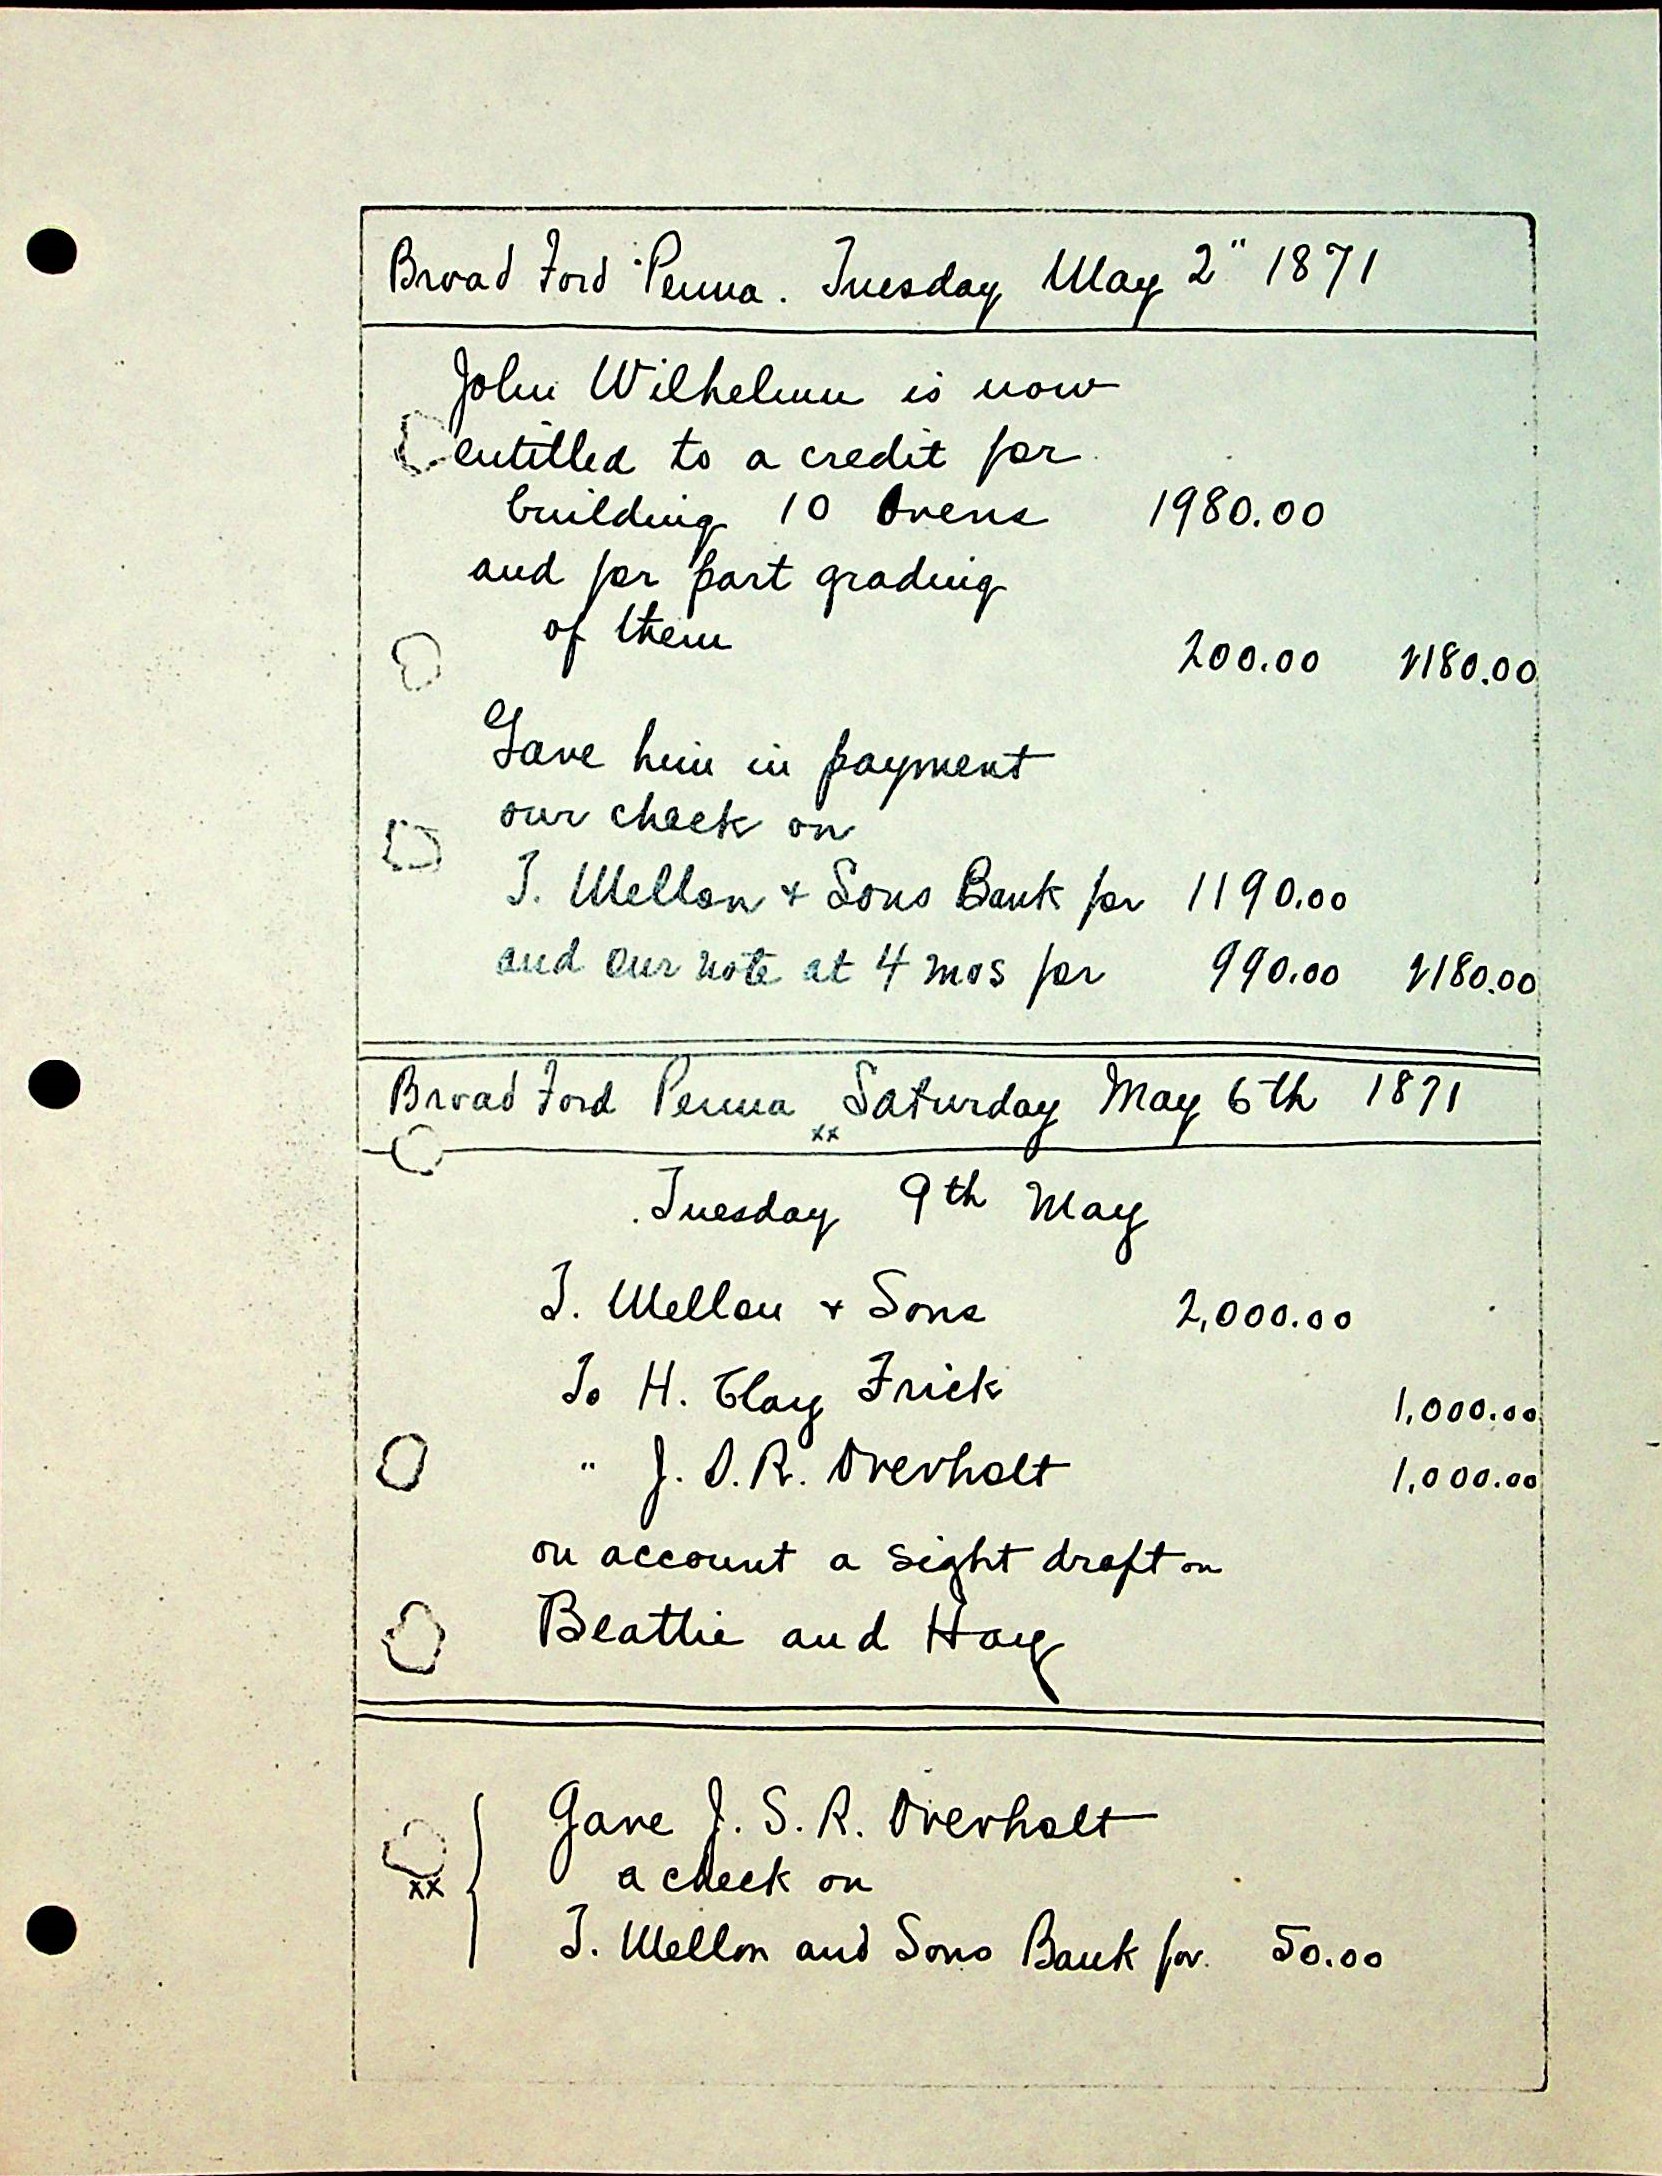 Broad Ford Penna. Tuesday May 2" 1871
John Wilhelm is now
entitled to a credit for
building 10 Ovens 1980.00
and for part grading
of them 200.00 2180.00
Gave him in payment
our check on
T. Mellon + Sons Bank for 1190.00
and our note at 4 mos for 990.00 2180.00
Broad Ford Penna xx Saturday May 6th 1871
Tuesday 9th May
T. Mellon + Sons 2,000.00
To H. Clay Frick 1,000.00
" J. S. R. Overholt 1,000.00
on account a sight draft on
Beattie and Hay
Gave J. S. R. Overholt
xx a check on
T. Mellon and Sons Bank for. 50.00